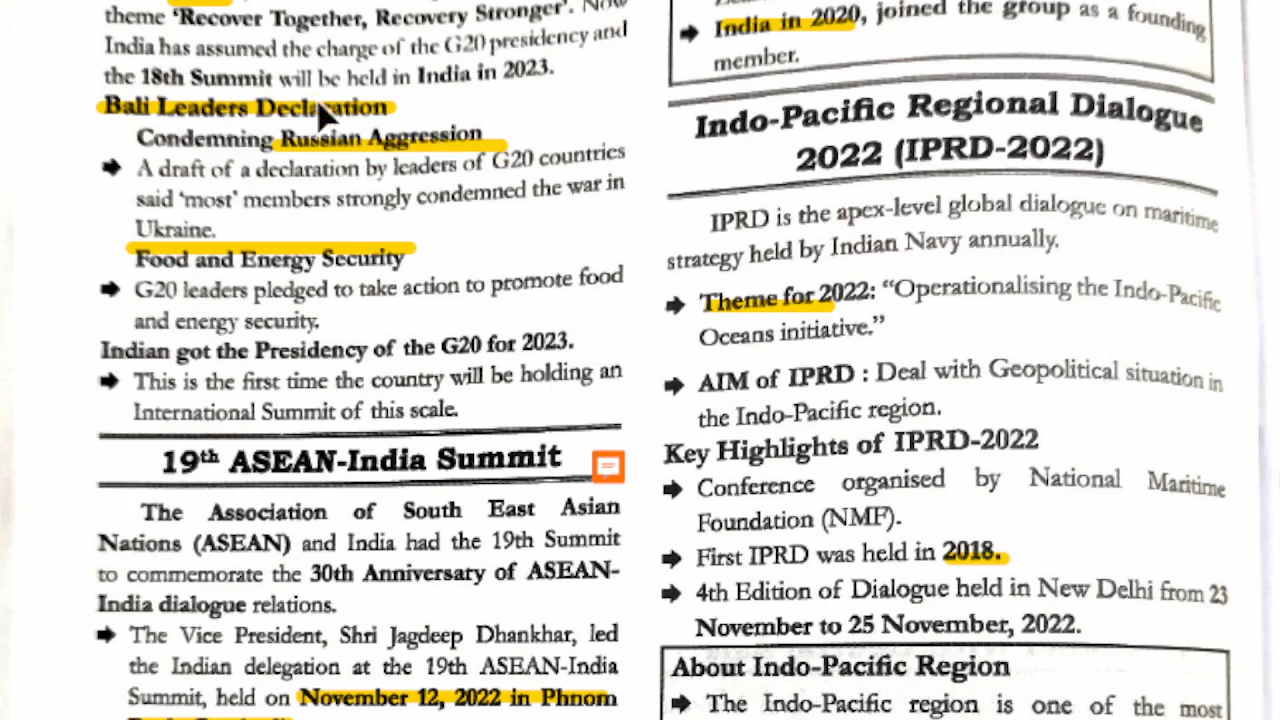 theme ‘Recover Together, Recovery Stronger’. Now
India has assumed the charge of the G20 presidency and
the 18th Summit will be held in India in 2023.
Bali Leaders Declaration
Condemning Russian Aggression
➔ A draft of a declaration by leaders of G20 countries
said ‘most’ members strongly condemned the war in
Ukraine.
Food and Energy Security
➔ G20 leaders pledged to take action to promote food
and energy security.
Indian got the Presidency of the G20 for 2023.
➔ This is the first time the country will be holding an
International Summit of this scale.
19th ASEAN-India Summit
The Association of South East Asian
Nations (ASEAN) and India had the 19th Summit
to commemorate the 30th Anniversary of ASEAN-
India dialogue relations.
➔ The Vice President, Shri Jagdeep Dhankhar, led
the Indian delegation at the 19th ASEAN-India
Summit, held on November 12, 2022 in Phnom
➔ India in 2020, joined the group as a founding
member.
Indo-Pacific Regional Dialogue
2022 (IPRD-2022)
IPRD is the apex-level global dialogue on maritime
strategy held by Indian Navy annually.
➔ Theme for 2022: “Operationalising the Indo-Pacific
Oceans initiative.”
➔ AIM of IPRD : Deal with Geopolitical situation in
the Indo-Pacific region.
Key Highlights of IPRD-2022
➔ Conference organised by National Maritime
Foundation (NMF).
➔ First IPRD was held in 2018.
➔ 4th Edition of Dialogue held in New Delhi from 23
November to 25 November, 2022.
About Indo-Pacific Region
➔ The Indo-Pacific region is one of the most